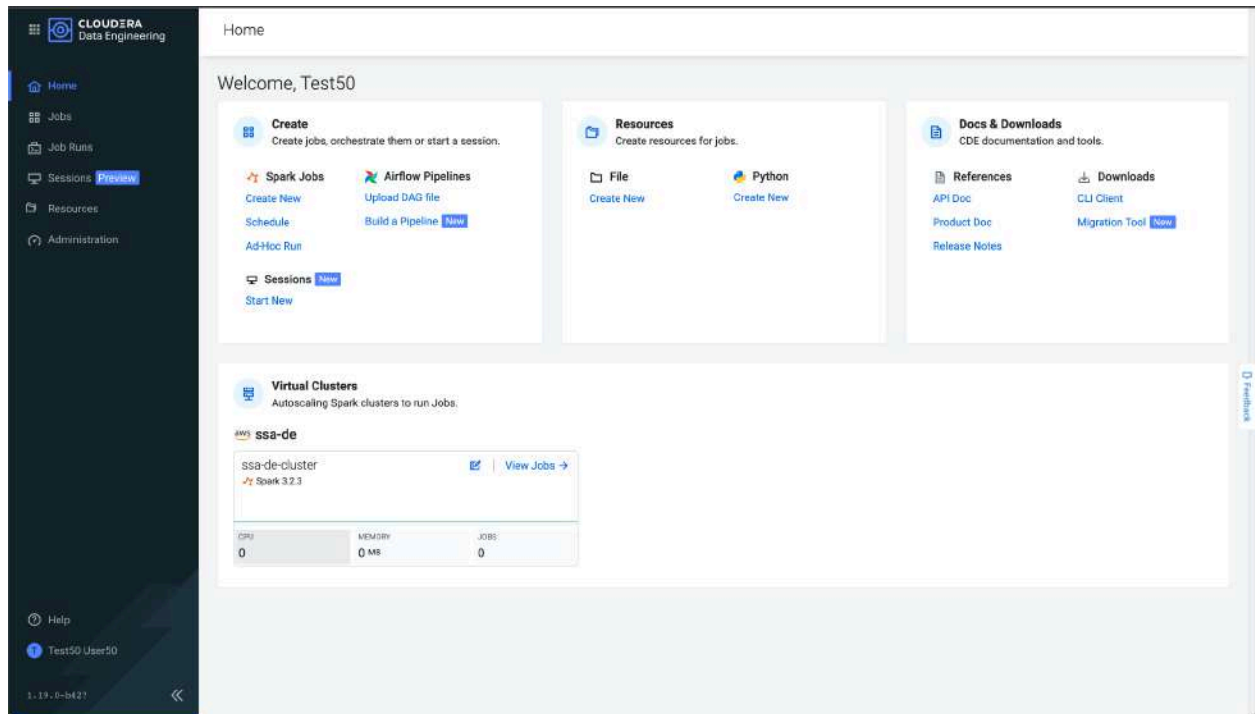 CLOUDERA
Data Engineering
Home
Jobs
Job Runs
Sessions Preview
Resources
Administration
Help
T
Test50 User50
Home
Welcome, Test50
Create
Create jobs, orchestrate them or start a session.
Spark Jobs
Create New
Schedule
Ad-Hoc Run
Airflow Pipelines
Upload DAG file
Build a Pipeline New
Sessions New
Start New
Resources
Create resources for jobs.
File
Create New
Python
Create New
Docs & Downloads
CDE documentation and tools.
References
API Doc
Product Doc
Release Notes
Downloads
CLI Client
Migration Tool New
Virtual Clusters
Autoscaling Spark clusters to run Jobs.
aws ssa-de
ssa-de-cluster
View Jobs →
Spark 3.2.3
CPU
0
MEMORY
0 MB
JOBS
0
Feedback